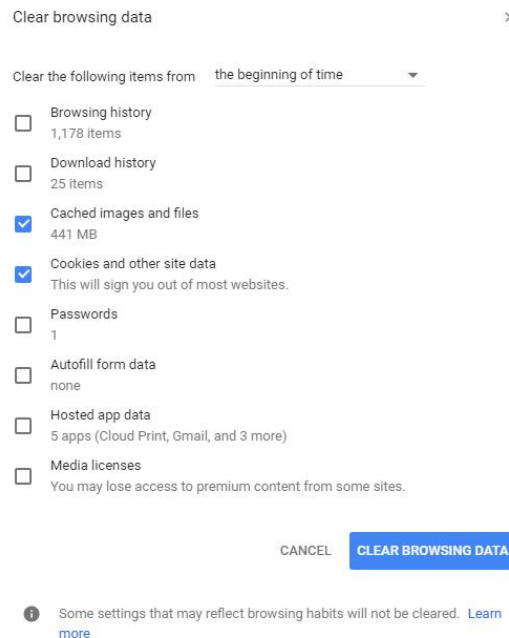 Clear browsing data
Clear the following items from the beginning of time
Browsing history
1,178 items
Download history
25 items
Cached images and files
441 MB
Cookies and other site data
This will sign you out of most websites.
Passwords
1
Autofill form data
none
Hosted app data
5 apps (Cloud Print, Gmail, and 3 more)
Media licenses
You may lose access to premium content from some sites.
CANCEL CLEAR BROWSING DATA
Some settings that may reflect browsing habits will not be cleared. Learn
more